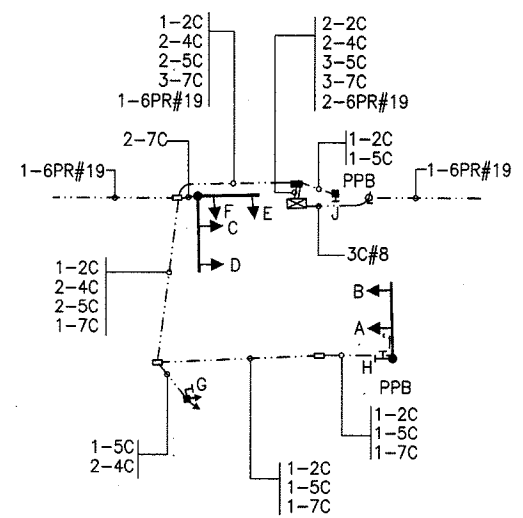 1-2C
2-4C
2-5C
3-7C
1-6PR#19
2-2C
2-4C
3-5C
3-7C
2-6PR#19
2-7C
1-2C
1-5C
1-6PR#19
PPB
1-6PR#19
F
E
J
C
D
3C#8
1-2C
2-4C
2-5C
1-7C
B
A
H
PPB
G
1-5C
2-4C
1-2C
1-5C
1-7C
1-2C
1-5C
1-7C